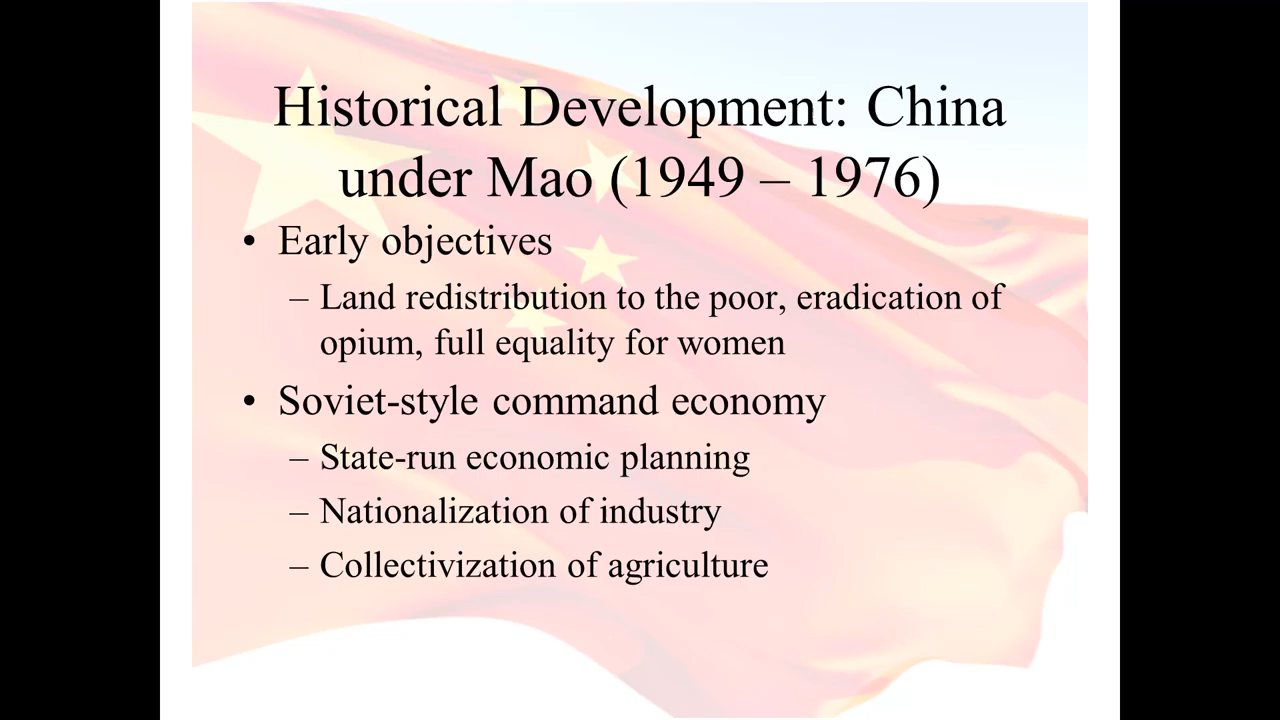 Historical Development: China
under Mao (1949 – 1976)
• Early objectives
– Land redistribution to the poor, eradication of
opium, full equality for women
• Soviet-style command economy
– State-run economic planning
– Nationalization of industry
– Collectivization of agriculture